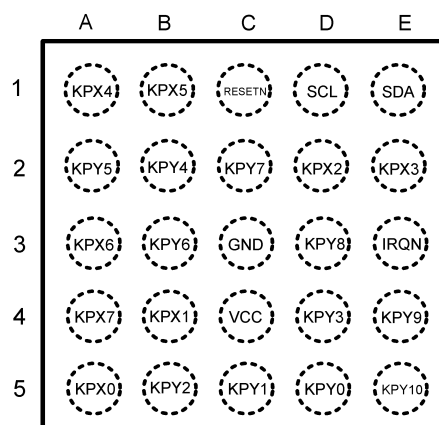 A B C D E
1 KPX4 KPX5 RESETN SCL SDA
2 KPY5 KPY4 KPY7 KPX2 KPX3
3 KPX6 KPY6 GND KPY8 IRQN
4 KPX7 KPX1 VCC KPY3 KPY9
5 KPX0 KPY2 KPY1 KPY0 KPY10